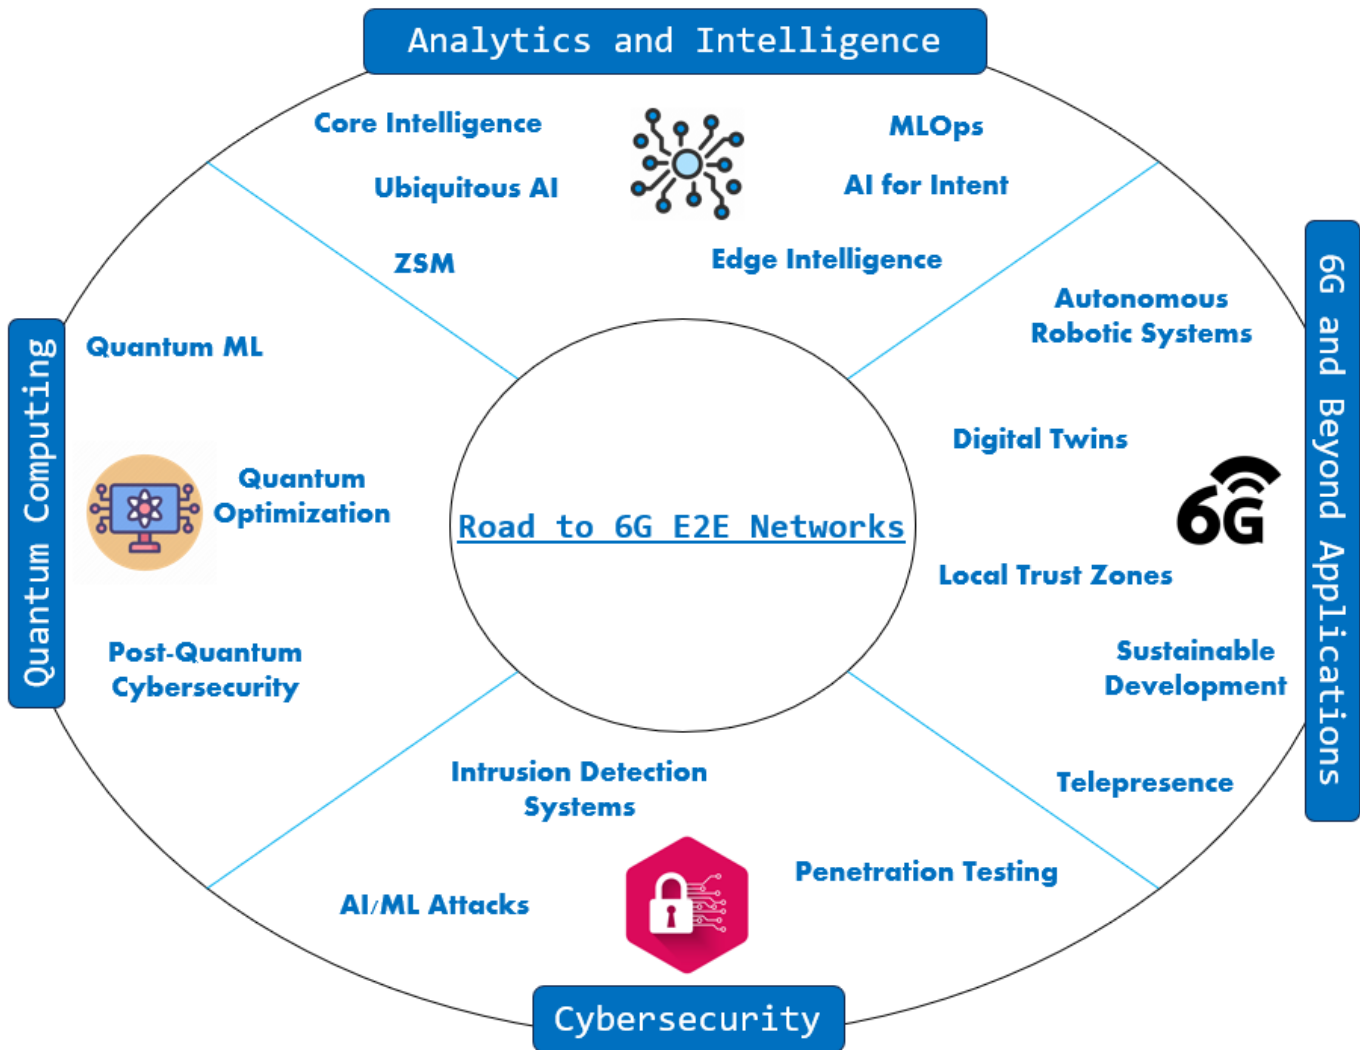 Analytics and Intelligence
Core Intelligence
MLOps
Ubiquitous AI
AI for Intent
ZSM
Edge Intelligence
6G and Beyond Applications
Autonomous
Robotic Systems
Digital Twins
6G
Local Trust Zones
Sustainable
Development
Telepresence
Quantum Computing
Quantum ML
Quantum
Optimization
Post-Quantum
Cybersecurity
Road to 6G E2E Networks
Intrusion Detection
Systems
Penetration Testing
AI/ML Attacks
Cybersecurity